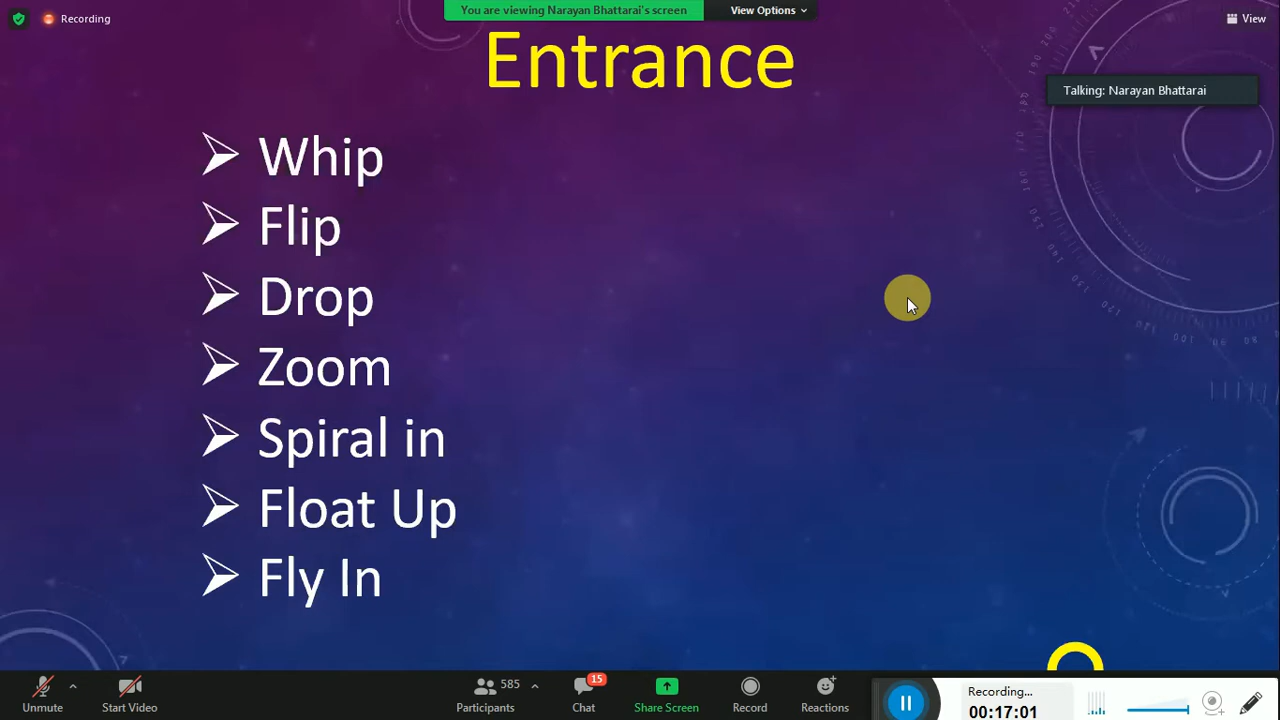 Recording
You are viewing Narayan Bhattarai's screen
View Options
View
Entrance
Talking: Narayan Bhattarai
Whip
Flip
Drop
Zoom
Spiral in
Float Up
Fly In
Unmute
Start Video
585
Participants
15
Chat
Share Screen
Record
Reactions
Recording...
00:17:01